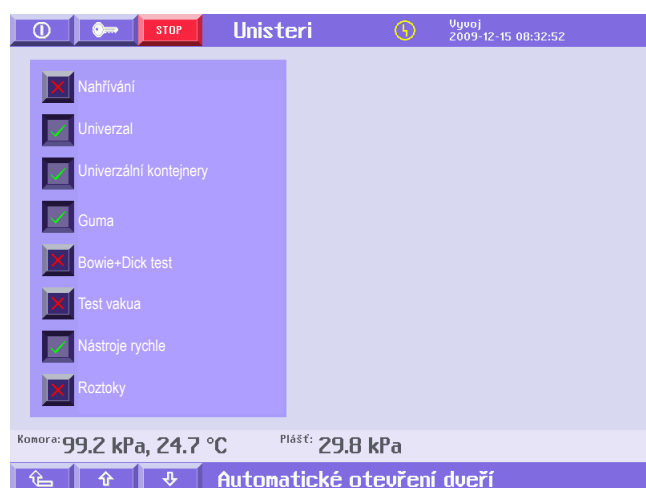 STOP Unisteri Vyvoj
2009-12-15 08:32:52
Nahřívání
Univerzal
Univerzální kontejnery
Guma
Bowie+Dick test
Test vakua
Nástroje rychle
Roztoky
Komora: 99.2 kPa, 24.7 °C Plášť: 29.8 kPa
Automatické otevření dveří